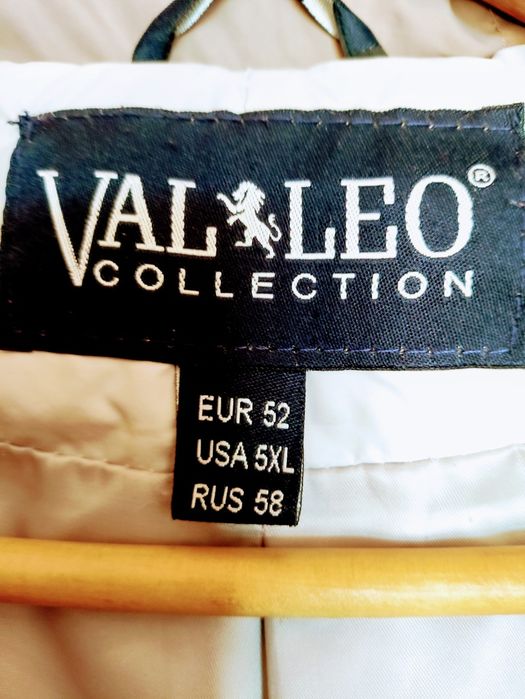 VAL LEO®
COLLECTION
EUR 52
USA 5XL
RUS 58